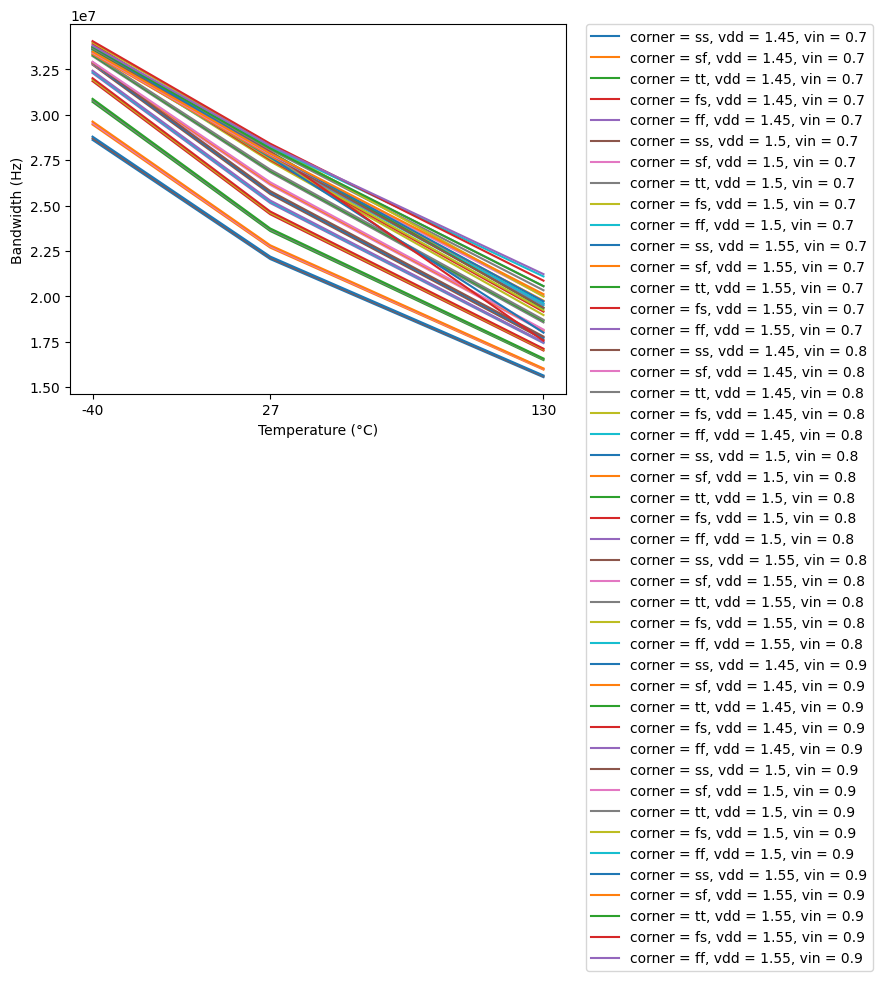 1e7
3.25
3.00
2.75
2.50
2.25
2.00
1.75
1.50
Bandwidth (Hz)
-40
27
130
Temperature (°C)
corner = ss, vdd = 1.45, vin = 0.7
corner = sf, vdd = 1.45, vin = 0.7
corner = tt, vdd = 1.45, vin = 0.7
corner = fs, vdd = 1.45, vin = 0.7
corner = ff, vdd = 1.45, vin = 0.7
corner = ss, vdd = 1.5, vin = 0.7
corner = sf, vdd = 1.5, vin = 0.7
corner = tt, vdd = 1.5, vin = 0.7
corner = fs, vdd = 1.5, vin = 0.7
corner = ff, vdd = 1.5, vin = 0.7
corner = ss, vdd = 1.55, vin = 0.7
corner = sf, vdd = 1.55, vin = 0.7
corner = tt, vdd = 1.55, vin = 0.7
corner = fs, vdd = 1.55, vin = 0.7
corner = ff, vdd = 1.55, vin = 0.7
corner = ss, vdd = 1.45, vin = 0.8
corner = sf, vdd = 1.45, vin = 0.8
corner = tt, vdd = 1.45, vin = 0.8
corner = fs, vdd = 1.45, vin = 0.8
corner = ff, vdd = 1.45, vin = 0.8
corner = ss, vdd = 1.5, vin = 0.8
corner = sf, vdd = 1.5, vin = 0.8
corner = tt, vdd = 1.5, vin = 0.8
corner = fs, vdd = 1.5, vin = 0.8
corner = ff, vdd = 1.5, vin = 0.8
corner = ss, vdd = 1.55, vin = 0.8
corner = sf, vdd = 1.55, vin = 0.8
corner = tt, vdd = 1.55, vin = 0.8
corner = fs, vdd = 1.55, vin = 0.8
corner = ff, vdd = 1.55, vin = 0.8
corner = ss, vdd = 1.45, vin = 0.9
corner = sf, vdd = 1.45, vin = 0.9
corner = tt, vdd = 1.45, vin = 0.9
corner = fs, vdd = 1.45, vin = 0.9
corner = ff, vdd = 1.45, vin = 0.9
corner = ss, vdd = 1.5, vin = 0.9
corner = sf, vdd = 1.5, vin = 0.9
corner = tt, vdd = 1.5, vin = 0.9
corner = fs, vdd = 1.5, vin = 0.9
corner = ff, vdd = 1.5, vin = 0.9
corner = ss, vdd = 1.55, vin = 0.9
corner = sf, vdd = 1.55, vin = 0.9
corner = tt, vdd = 1.55, vin = 0.9
corner = fs, vdd = 1.55, vin = 0.9
corner = ff, vdd = 1.55, vin = 0.9